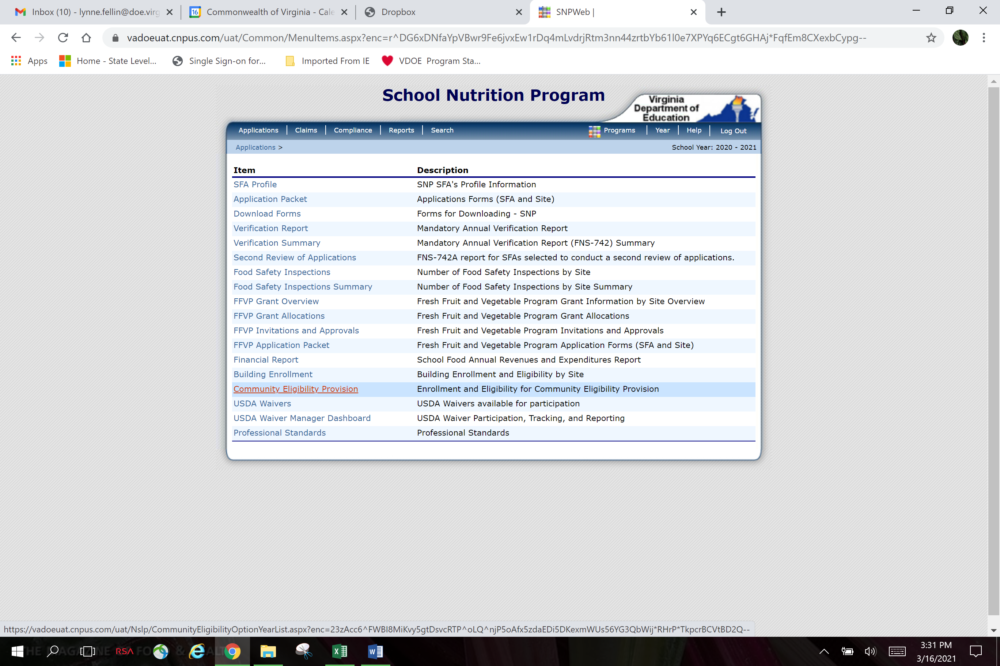 Inbox (10) - lynne.fellin@doe.virg
Commonwealth of Virginia - Cale
Dropbox
SNPWeb |
vadoeuat.cnpus.com/uat/Common/MenuItems.aspx?enc=r^DG6xDNfaYpVBwr9Fe6jvxEw1rDq4mLvdrjRtm3nn44zrtbYb61l0e7XPYq6ECgt6GHAj*FqfEm8CXexbCypg--
Apps
Home - State Level...
Single Sign-on for...
Imported From IE
VDOE Program Sta...
School Nutrition Program
Virginia
Department of
Education
Applications | Claims | Compliance | Reports | Search
Programs | Year | Help | Log Out
Applications >
School Year: 2020 - 2021
Item Description
SFA Profile SNP SFA's Profile Information
Application Packet Applications Forms (SFA and Site)
Download Forms Forms for Downloading - SNP
Verification Report Mandatory Annual Verification Report
Verification Summary Mandatory Annual Verification Report (FNS-742) Summary
Second Review of Applications FNS-742A report for SFAs selected to conduct a second review of applications.
Food Safety Inspections Number of Food Safety Inspections by Site
Food Safety Inspections Summary Number of Food Safety Inspections by Site Summary
FFVP Grant Overview Fresh Fruit and Vegetable Program Grant Information by Site Overview
FFVP Grant Allocations Fresh Fruit and Vegetable Program Grant Allocations
FFVP Invitations and Approvals Fresh Fruit and Vegetable Program Invitations and Approvals
FFVP Application Packet Fresh Fruit and Vegetable Program Application Forms (SFA and Site)
Financial Report School Food Annual Revenues and Expenditures Report
Building Enrollment Building Enrollment and Eligibility by Site
Community Eligibility Provision Enrollment and Eligibility for Community Eligibility Provision
USDA Waivers USDA Waivers available for participation
USDA Waiver Manager Dashboard USDA Waiver Participation, Tracking, and Reporting
Professional Standards Professional Standards
https://vadoeuat.cnpus.com/uat/Nslp/CommunityEligibilityOptionYearList.aspx?enc=23zAcc6^FWBI8MiKvy5gtDsvcRTP^oLQ^njP5oAfx5zdaEDi5DKexmWUs56YG3QbWij*RHrP*TkpcrBCVtBD2Q--
RSA
3:31 PM
3/16/2021